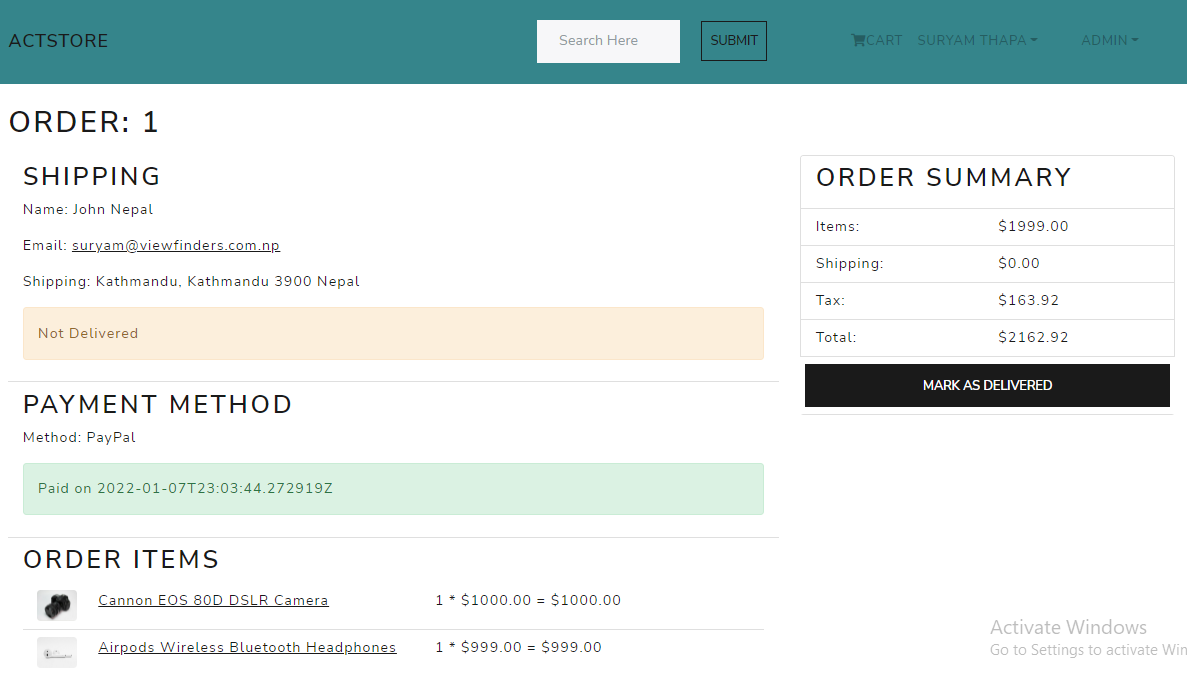 ACTSTORE
Search Here
SUBMIT
CART
SURYAM THAPA
ADMIN
ORDER: 1
SHIPPING
Name: John Nepal
Email: suryam@viewfinders.com.np
Shipping: Kathmandu, Kathmandu 3900 Nepal
Not Delivered
PAYMENT METHOD
Method: PayPal
Paid on 2022-01-07T23:03:44.272919Z
ORDER ITEMS
Cannon EOS 80D DSLR Camera 1 * $1000.00 = $1000.00
Airpods Wireless Bluetooth Headphones 1 * $999.00 = $999.00
ORDER SUMMARY
Items: $1999.00
Shipping: $0.00
Tax: $163.92
Total: $2162.92
MARK AS DELIVERED
Activate Windows
Go to Settings to activate Win